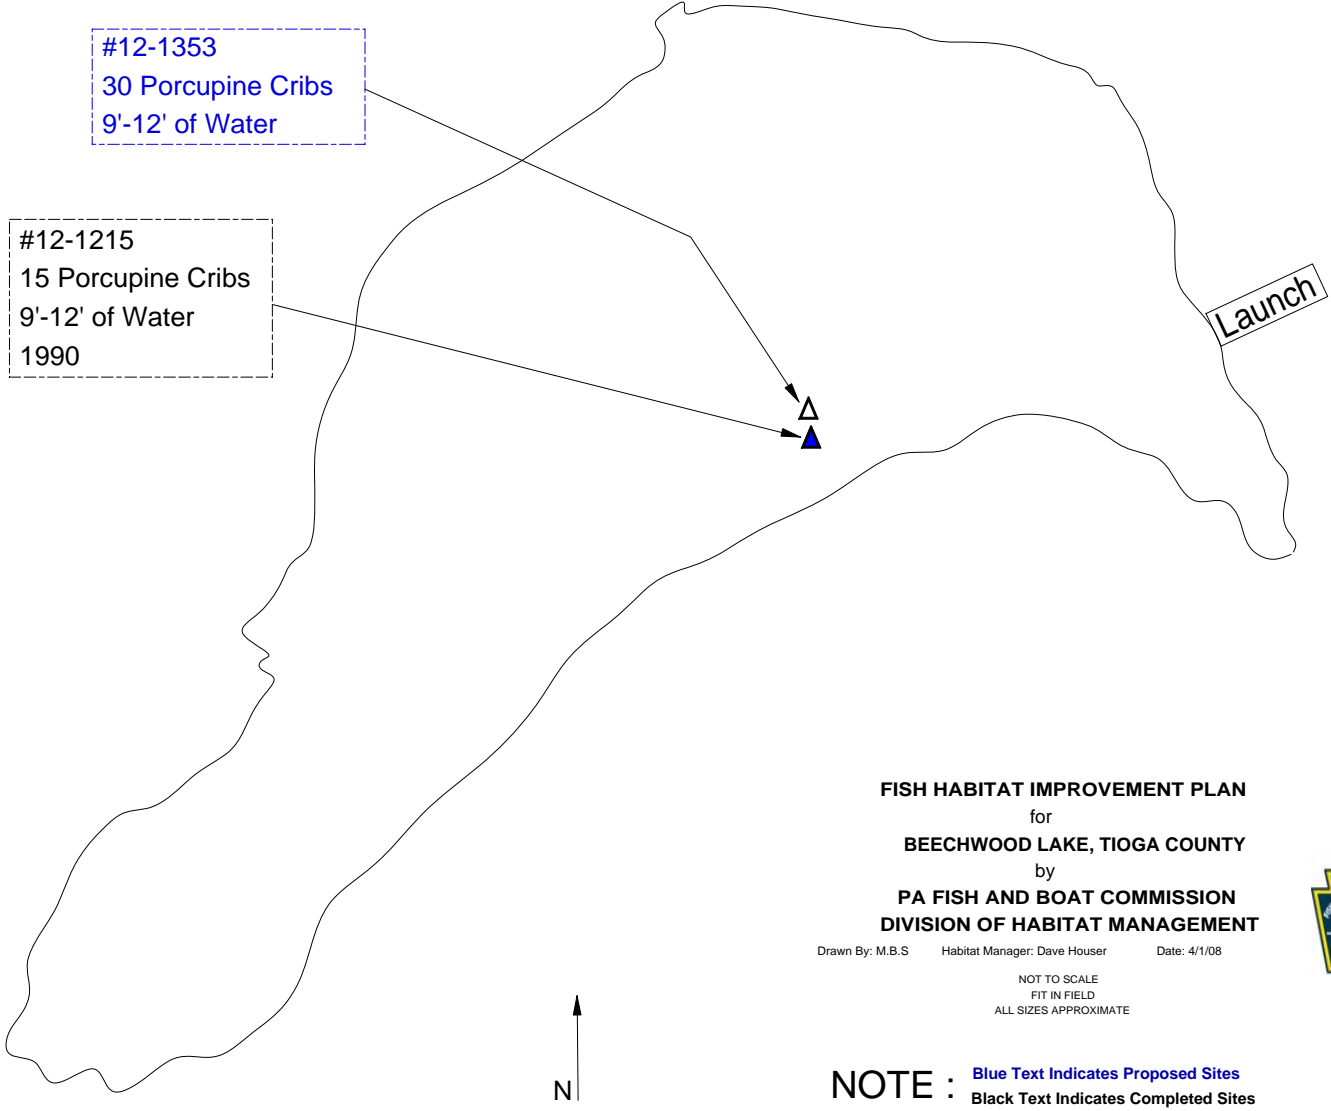 #12-1353
30 Porcupine Cribs
9'-12' of Water
#12-1215
15 Porcupine Cribs
9'-12' of Water
1990
Launch
FISH HABITAT IMPROVEMENT PLAN
for
BEECHWOOD LAKE, TIOGA COUNTY
by
PA FISH AND BOAT COMMISSION
DIVISION OF HABITAT MANAGEMENT
Drawn By: M.B.S Habitat Manager: Dave Houser Date: 4/1/08
NOT TO SCALE
FIT IN FIELD
ALL SIZES APPROXIMATE
N
NOTE : Blue Text Indicates Proposed Sites
Black Text Indicates Completed Sites